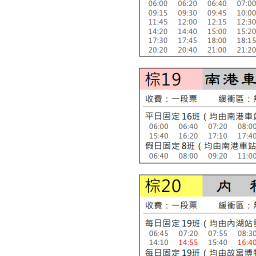 06:00 06:20 06:40 07:00
09:15 09:30 09:45 10:00
11:45 12:00 12:15 12:30
14:20 14:40 15:00 15:20
17:30 17:45 18:00 18:15
20:20 20:40 21:00 21:20
棕19 南港車
收費：一段票 緩衝區：
平日固定16班 ( 均由南港車站
06:00 06:40 07:20 08:00
15:40 16:20 17:10 17:40
假日固定8班 ( 均由南港車站
06:40 08:00 09:20 11:00
棕20 內
收費：一段票 緩衝區：
每日固定19班 ( 均由內湖站
06:45 07:20 07:55 08:30
14:10 14:55 15:40 16:40
每日固定19班 ( 均由故宮博